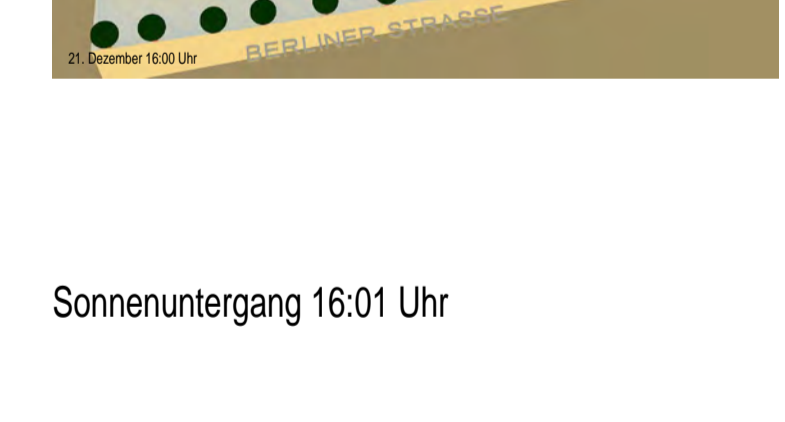 BERLINER STRASSE
21. Dezember 16:00 Uhr
Sonnenuntergang 16:01 Uhr